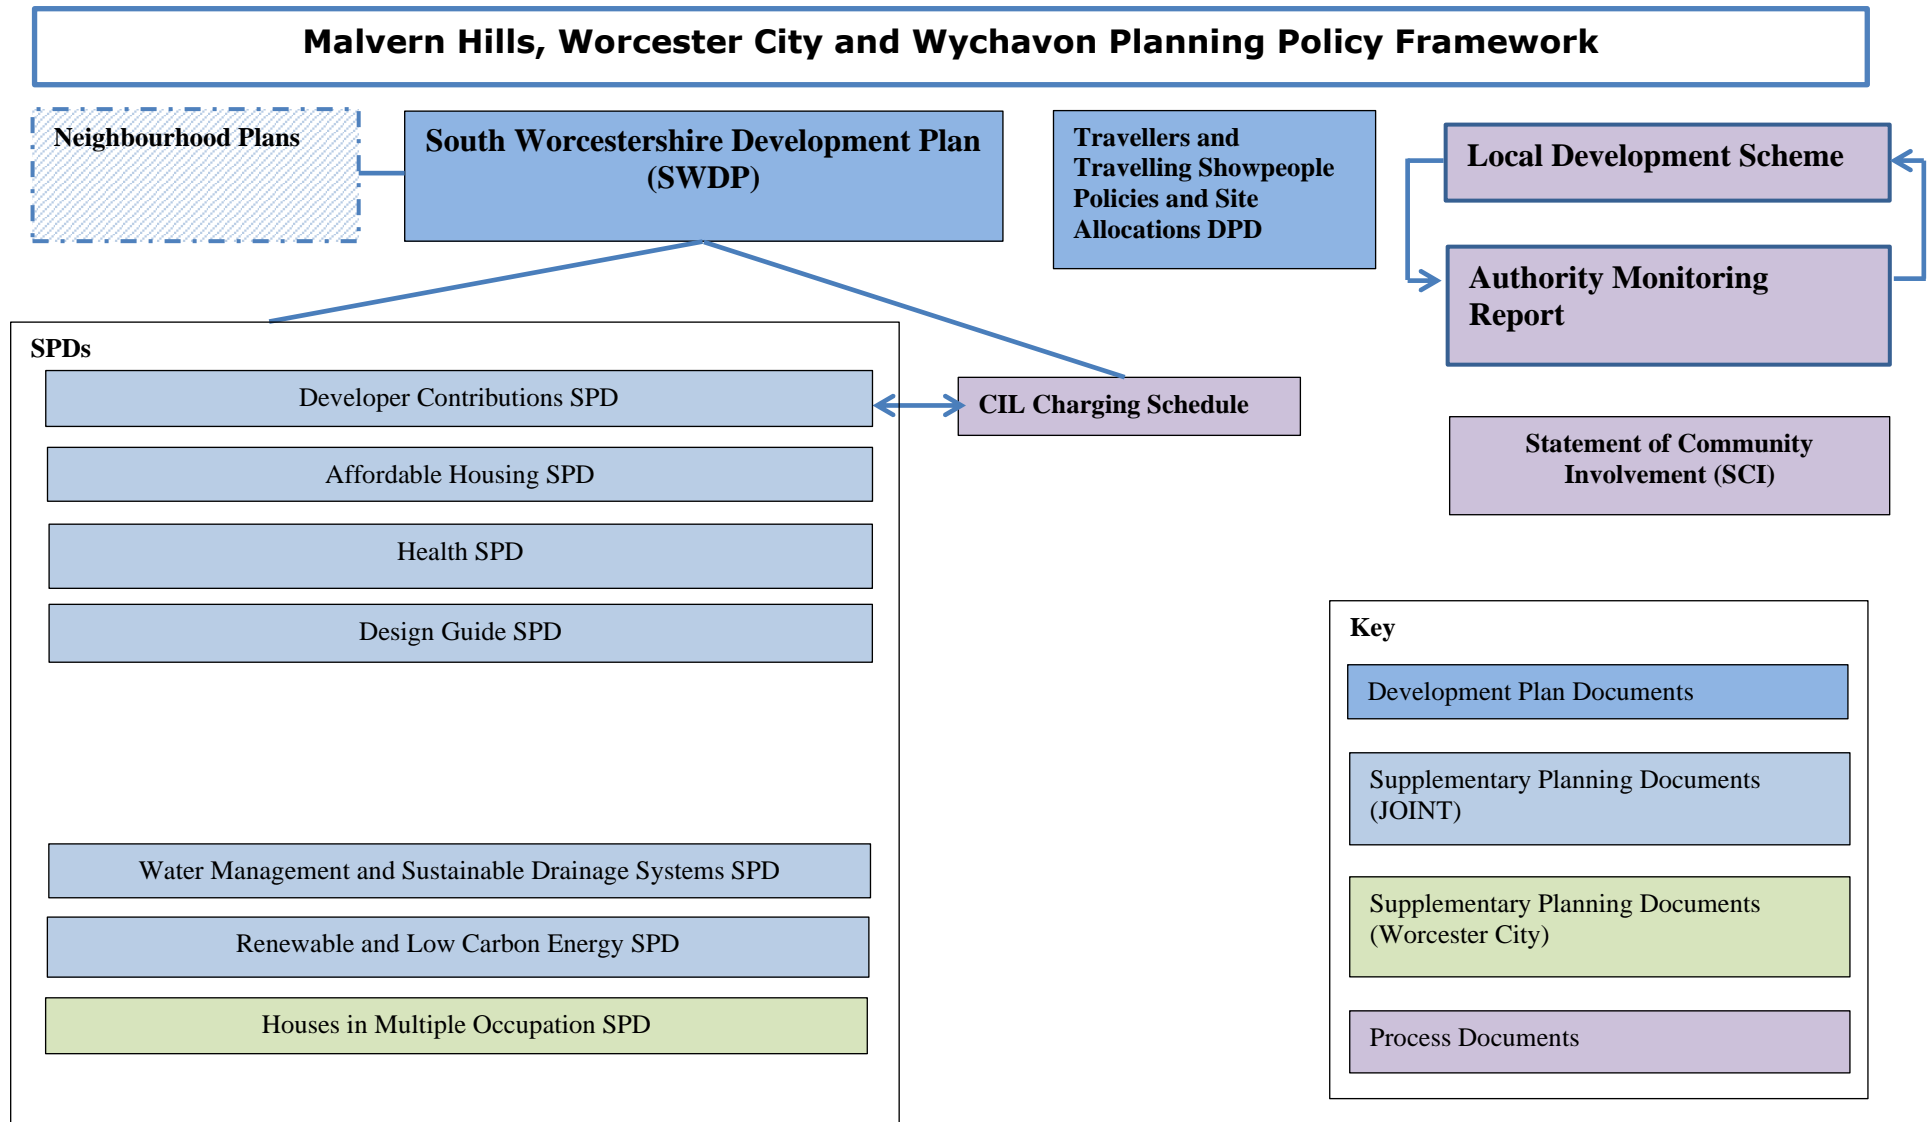 Malvern Hills, Worcester City and Wychavon Planning Policy Framework
Neighbourhood Plans
South Worcestershire Development Plan
(SWDP)
Travellers and
Travelling Showpeople
Policies and Site
Allocations DPD
Local Development Scheme
Authority Monitoring
Report
SPDs
Developer Contributions SPD
CIL Charging Schedule
Affordable Housing SPD
Statement of Community
Involvement (SCI)
Health SPD
Design Guide SPD
Water Management and Sustainable Drainage Systems SPD
Renewable and Low Carbon Energy SPD
Houses in Multiple Occupation SPD
Key
Development Plan Documents
Supplementary Planning Documents
(JOINT)
Supplementary Planning Documents
(Worcester City)
Process Documents